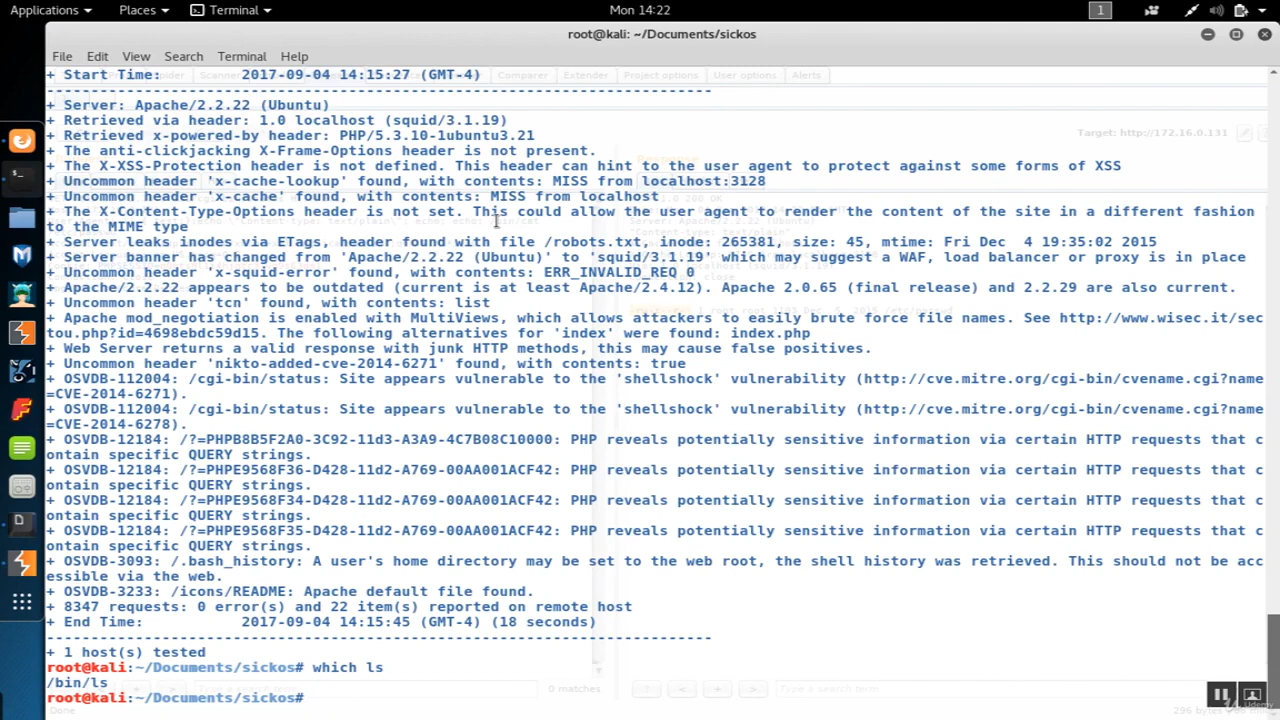 Applications Places Terminal Mon 14:22 1
root@kali: ~/Documents/sickos
File Edit View Search Terminal Help
+ Start Time: 2017-09-04 14:15:27 (GMT-4)
Comparer Extender Project options User options Alerts
---------------------------------------------------------------------------
+ Server: Apache/2.2.22 (Ubuntu)
+ Retrieved via header: 1.0 localhost (squid/3.1.19)
+ Retrieved x-powered-by header: PHP/5.3.10-1ubuntu3.21
Target: http://172.16.0.131
+ The anti-clickjacking X-Frame-Options header is not present.
+ The X-XSS-Protection header is not defined. This header can hint to the user agent to protect against some forms of XSS
+ Uncommon header 'x-cache-lookup' found, with contents: MISS from localhost:3128
+ Uncommon header 'x-cache' found, with contents: MISS from localhost
+ The X-Content-Type-Options header is not set. This could allow the user agent to render the content of the site in a different fashion
to the MIME type
+ Server leaks inodes via ETags, header found with file /robots.txt, inode: 265381, size: 45, mtime: Fri Dec  4 19:35:02 2015
+ Server banner has changed from 'Apache/2.2.22 (Ubuntu)' to 'squid/3.1.19' which may suggest a WAF, load balancer or proxy is in place
+ Uncommon header 'x-squid-error' found, with contents: ERR_INVALID_REQ 0
+ Apache/2.2.22 appears to be outdated (current is at least Apache/2.4.12). Apache 2.0.65 (final release) and 2.2.29 are also current.
+ Uncommon header 'tcn' found, with contents: list
+ Apache mod_negotiation is enabled with MultiViews, which allows attackers to easily brute force file names. See http://www.wisec.it/sec
tou.php?id=4698ebdc59d15. The following alternatives for 'index' were found: index.php
+ Web Server returns a valid response with junk HTTP methods, this may cause false positives.
+ Uncommon header 'nikto-added-cve-2014-6271' found, with contents: true
+ OSVDB-112004: /cgi-bin/status: Site appears vulnerable to the 'shellshock' vulnerability (http://cve.mitre.org/cgi-bin/cvename.cgi?name
=CVE-2014-6271).
+ OSVDB-112004: /cgi-bin/status: Site appears vulnerable to the 'shellshock' vulnerability (http://cve.mitre.org/cgi-bin/cvename.cgi?name
=CVE-2014-6278).
+ OSVDB-12184: /?=PHPB8B5F2A0-3C92-11d3-A3A9-4C7B08C10000: PHP reveals potentially sensitive information via certain HTTP requests that c
ontain specific QUERY strings.
+ OSVDB-12184: /?=PHPE9568F36-D428-11d2-A769-00AA001ACF42: PHP reveals potentially sensitive information via certain HTTP requests that c
ontain specific QUERY strings.
+ OSVDB-12184: /?=PHPE9568F34-D428-11d2-A769-00AA001ACF42: PHP reveals potentially sensitive information via certain HTTP requests that c
ontain specific QUERY strings.
+ OSVDB-12184: /?=PHPE9568F35-D428-11d2-A769-00AA001ACF42: PHP reveals potentially sensitive information via certain HTTP requests that c
ontain specific QUERY strings.
+ OSVDB-3093: /.bash_history: A user's home directory may be set to the web root, the shell history was retrieved. This should not be acc
essible via the web.
+ OSVDB-3233: /icons/README: Apache default file found.
+ 8347 requests: 0 error(s) and 22 item(s) reported on remote host
+ End Time: 2017-09-04 14:15:45 (GMT-4) (18 seconds)
---------------------------------------------------------------------------
+ 1 host(s) tested
root@kali:~/Documents/sickos# which ls
/bin/ls
0 matches
Type a search term
root@kali:~/Documents/sickos#
Done
296 bytes
Udemy